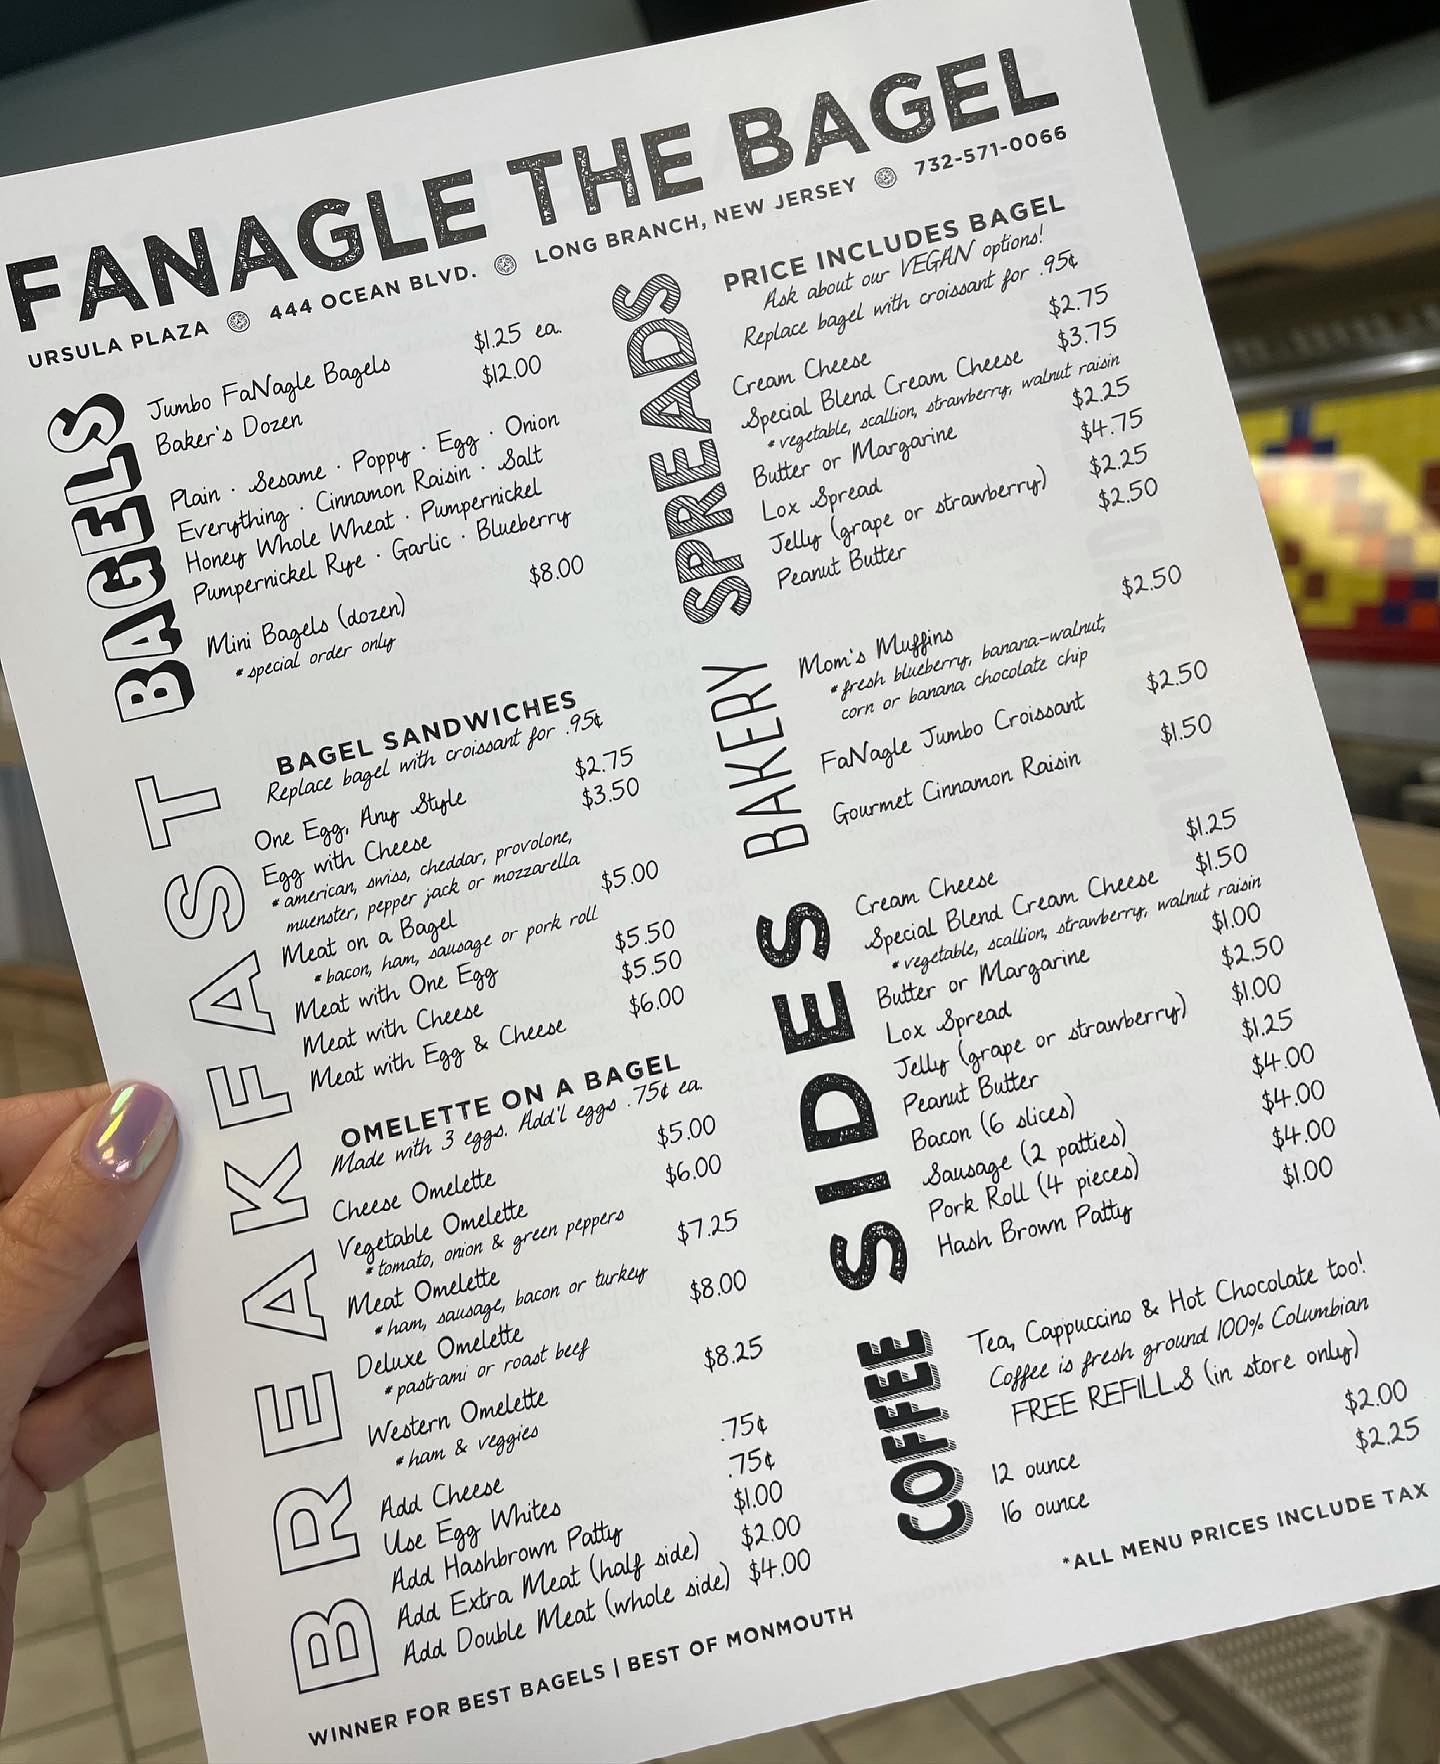 FANAGLE THE BAGEL
URSULA PLAZA 444 OCEAN BLVD. LONG BRANCH, NEW JERSEY 732-571-0066
BAGELS
Jumbo FaNagle Bagels $1.25 ea.
Baker's Dozen $12.00
Plain · Sesame · Poppy · Egg · Onion
Everything · Cinnamon Raisin · Salt
Honey Whole Wheat · Pumpernickel
Pumpernickel Rye · Garlic · Blueberry
Mini Bagels (dozen) $8.00
*special order only
BREAKFAST
BAGEL SANDWICHES
Replace bagel with croissant for .95¢
One Egg, Any Style $2.75
Egg with Cheese $3.50
*american, swiss, cheddar, provolone,
muenster, pepper jack or mozzarella
Meat on a Bagel $5.00
*bacon, ham, sausage or pork roll
Meat with One Egg $5.50
Meat with Cheese $5.50
Meat with Egg & Cheese $6.00
OMELETTE ON A BAGEL
Made with 3 eggs. Add'l eggs .75¢ ea.
Cheese Omelette $5.00
Vegetable Omelette $6.00
*tomato, onion & green peppers
Meat Omelette $7.25
*ham, sausage, bacon or turkey
Deluxe Omelette $8.00
*pastrami or roast beef
Western Omelette $8.25
*ham & veggies
Add Cheese .75¢
Use Egg Whites .75¢
Add Hashbrown Patty $1.00
Add Extra Meat (half side) $2.00
Add Double Meat (whole side) $4.00
WINNER FOR BEST BAGELS | BEST OF MONMOUTH
SPREADS
PRICE INCLUDES BAGEL
Ask about our VEGAN options!
Replace bagel with croissant for .95¢
Cream Cheese $2.75
Special Blend Cream Cheese $3.75
*vegetable, scallion, strawberry, walnut raisin
Butter or Margarine $2.25
Lox Spread $4.75
Jelly (grape or strawberry) $2.25
Peanut Butter $2.50
BAKERY
Mom's Muffins $2.50
*fresh blueberry, banana-walnut,
corn or banana chocolate chip
FaNagle Jumbo Croissant $2.50
Gourmet Cinnamon Raisin $1.50
SIDES
Cream Cheese $1.25
Special Blend Cream Cheese $1.50
*vegetable, scallion, strawberry, walnut raisin
Butter or Margarine $1.00
Lox Spread $2.50
Jelly (grape or strawberry) $1.00
Peanut Butter $1.25
Bacon (6 slices) $4.00
Sausage (2 patties) $4.00
Pork Roll (4 pieces) $4.00
Hash Brown Patty $1.00
COFFEE
Tea, Cappuccino & Hot Chocolate too!
Coffee is fresh ground 100% Columbian
FREE REFILLS (in store only)
12 ounce $2.00
16 ounce $2.25
*ALL MENU PRICES INCLUDE TAX